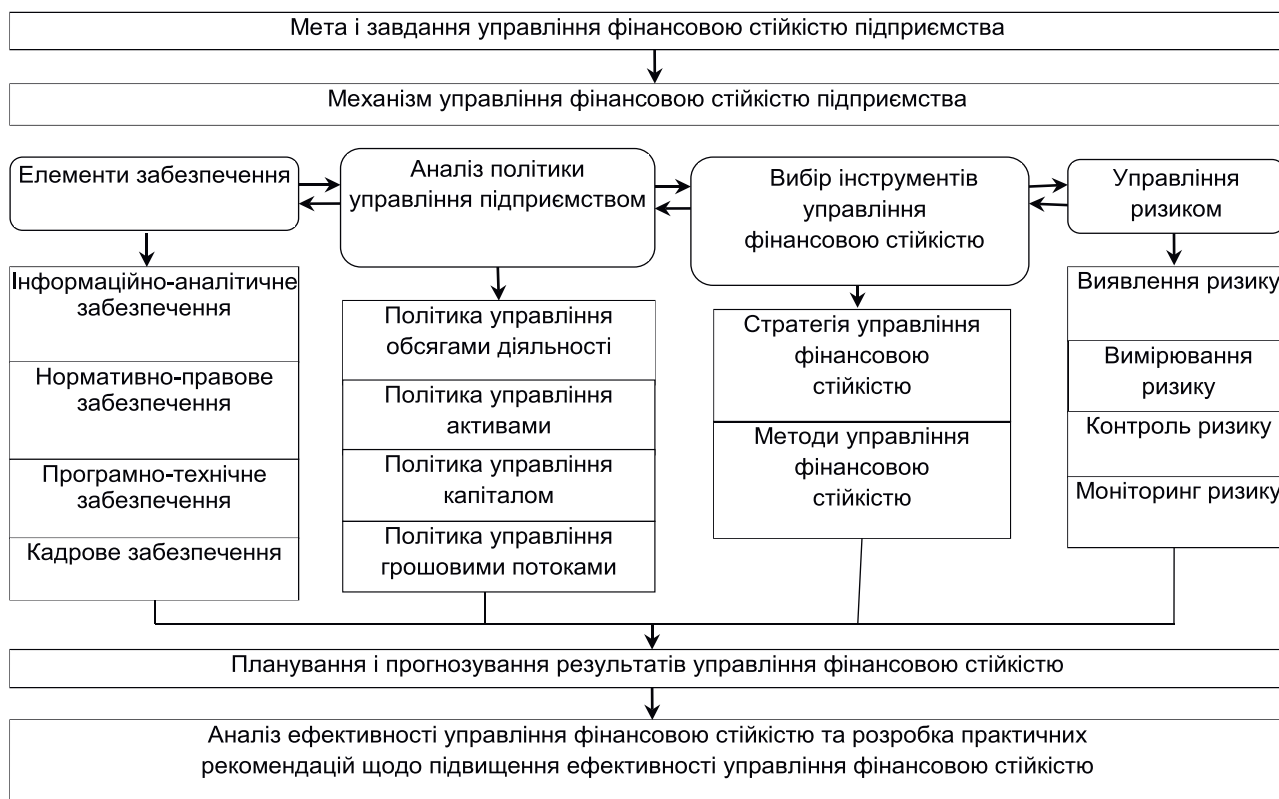 Мета і завдання управління фінансовою стійкістю підприємства
Механізм управління фінансовою стійкістю підприємства
Елементи забезпечення
Аналіз політики
управління підприємством
Вибір інструментів
управління
фінансовою стійкістю
Управління
ризиком
Інформаційно-аналітичне
забезпечення
Нормативно-правове
забезпечення
Програмно-технічне
забезпечення
Кадрове забезпечення
Політика управління
обсягами діяльності
Політика управління
активами
Політика управління
капіталом
Політика управління
грошовими потоками
Стратегія управління
фінансовою
стійкістю
Методи управління
фінансовою
стійкістю
Виявлення ризику
Вимірювання
ризику
Контроль ризику
Моніторинг ризику
Планування і прогнозування результатів управління фінансовою стійкістю
Аналіз ефективності управління фінансовою стійкістю та розробка практичних
рекомендацій щодо підвищення ефективності управління фінансовою стійкістю